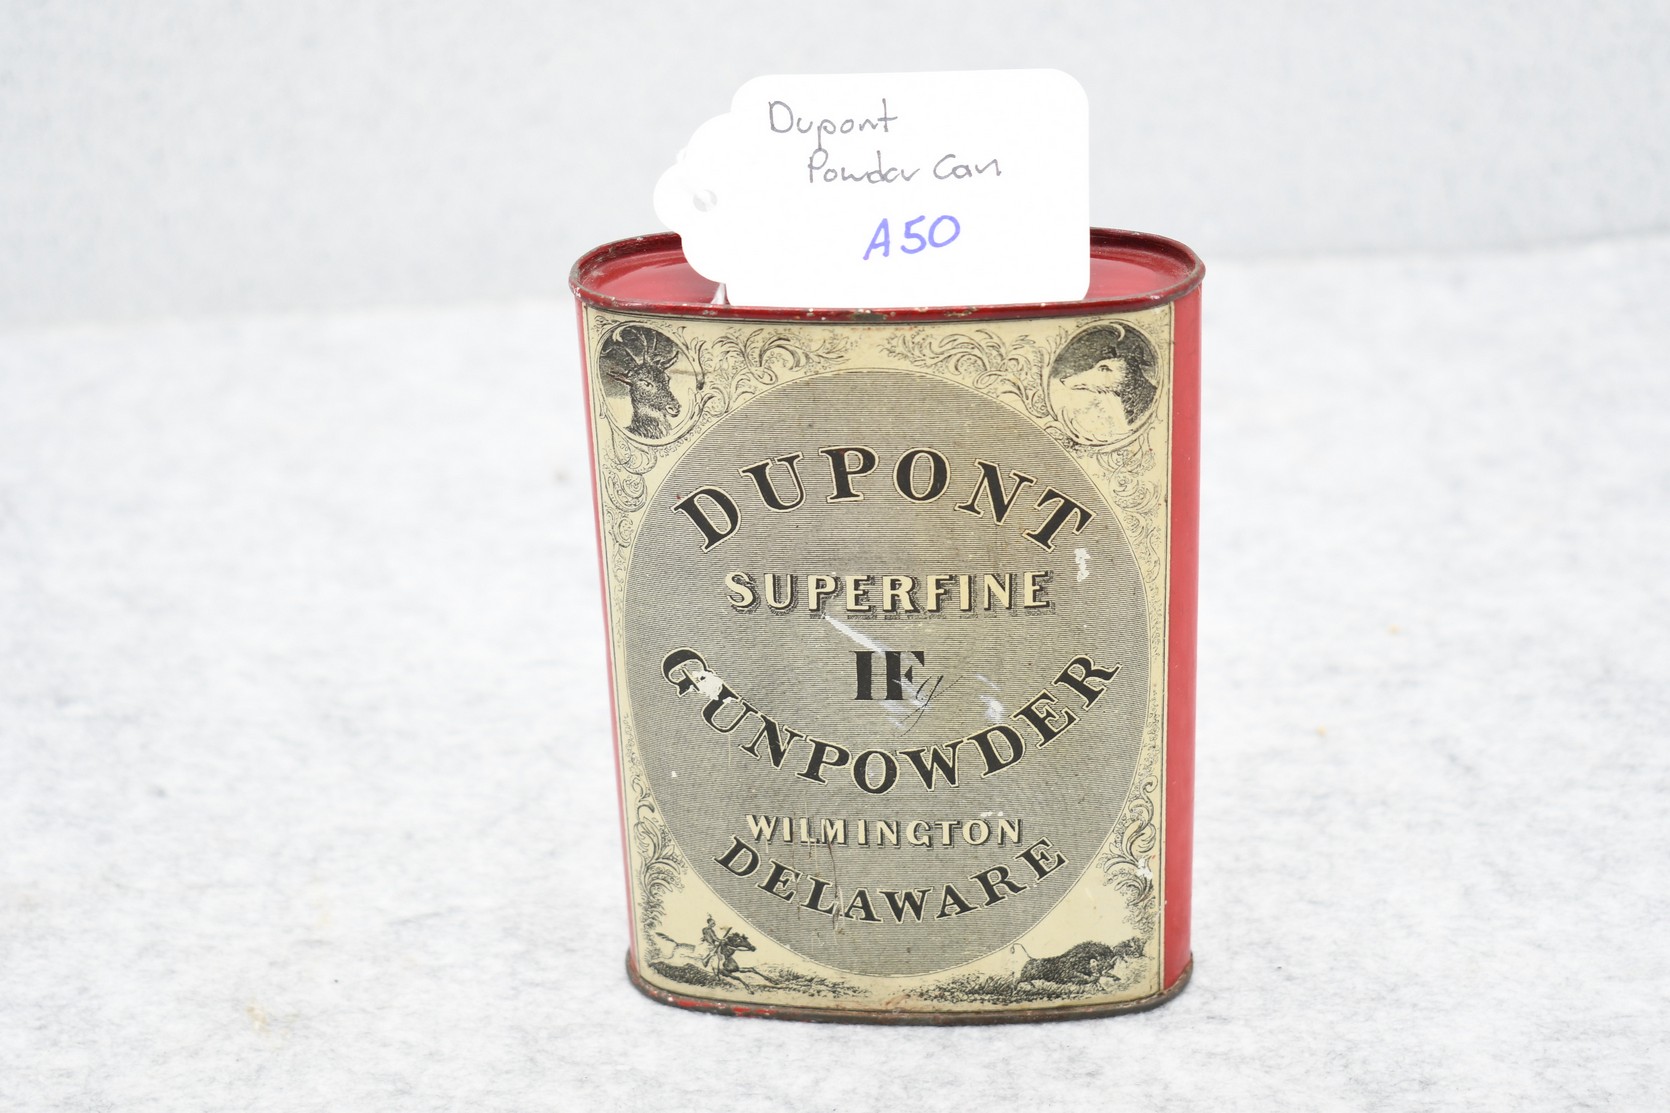 Dupont
Powder Can
A50
DUPONT
SUPERFINE
IFg
GUNPOWDER
WILMINGTON
DELAWARE